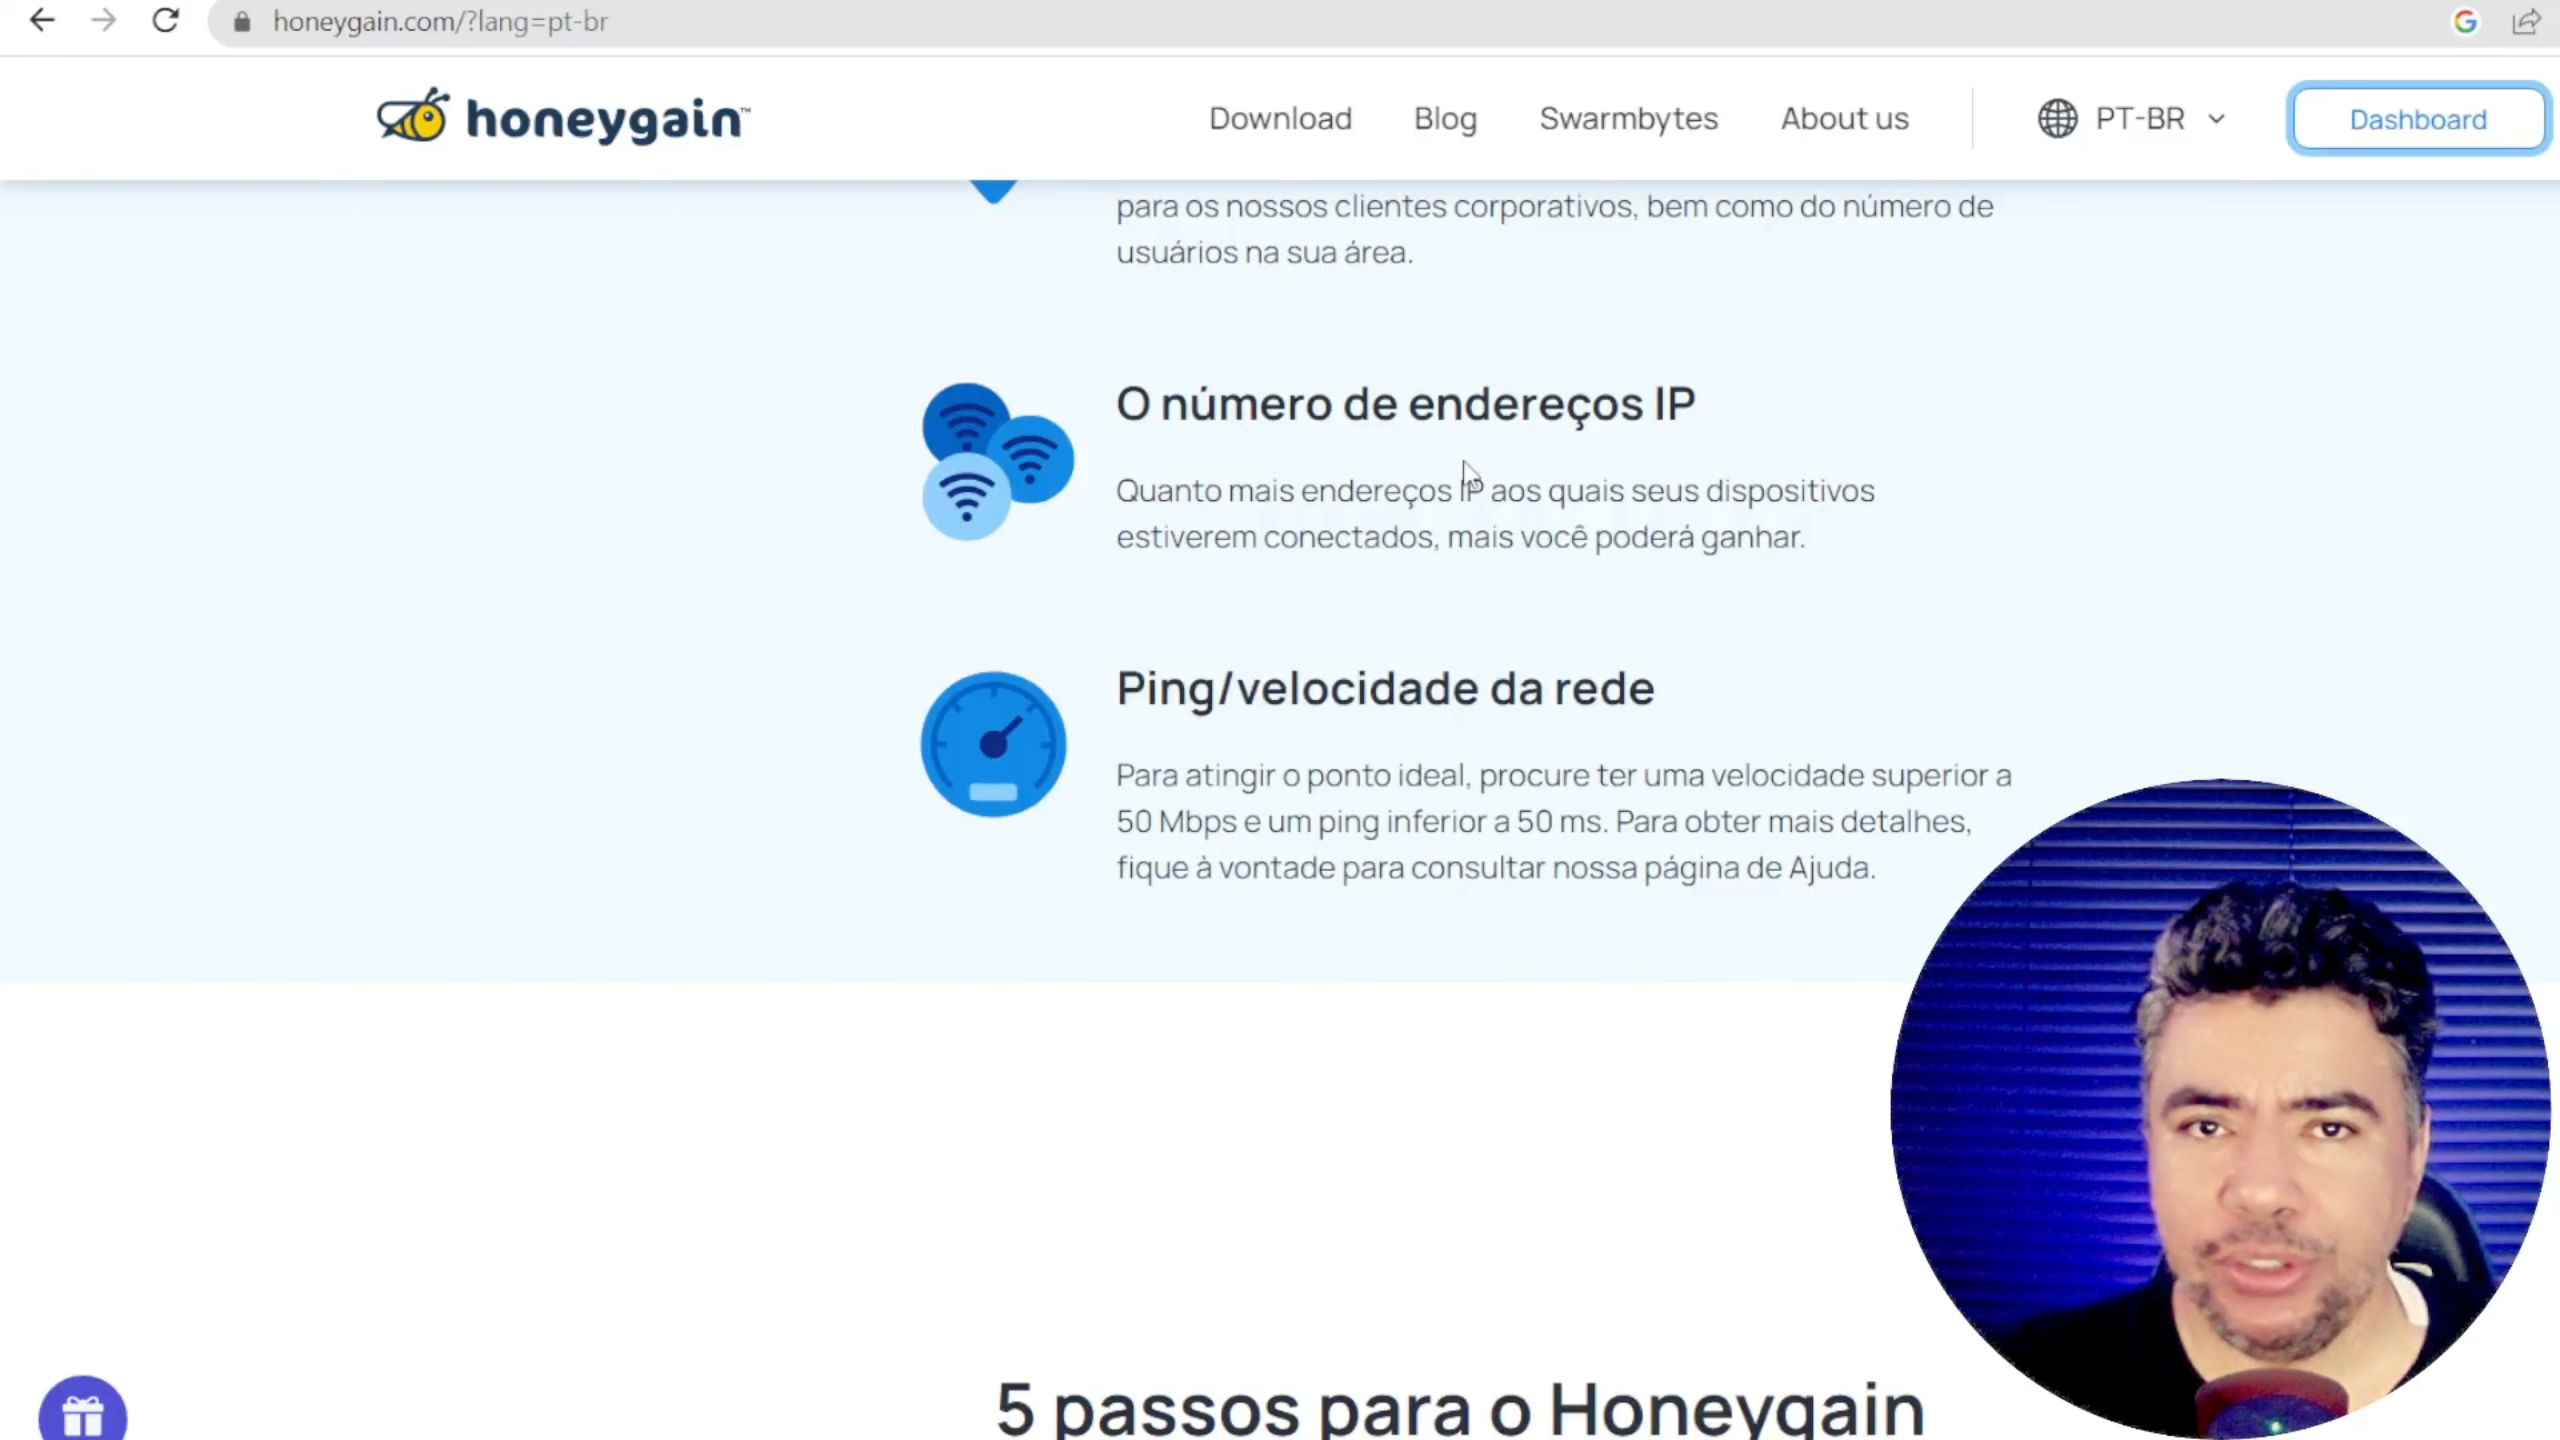 honeygain.com/?lang=pt-br
honeygain™
Download
Blog
Swarmbytes
About us
PT-BR
Dashboard
para os nossos clientes corporativos, bem como do número de
usuários na sua área.
O número de endereços IP
Quanto mais endereços IP aos quais seus dispositivos
estiverem conectados, mais você poderá ganhar.
Ping/velocidade da rede
Para atingir o ponto ideal, procure ter uma velocidade superior a
50 Mbps e um ping inferior a 50 ms. Para obter mais detalhes,
fique à vontade para consultar nossa página de Ajuda.
5 passos para o Honeygain